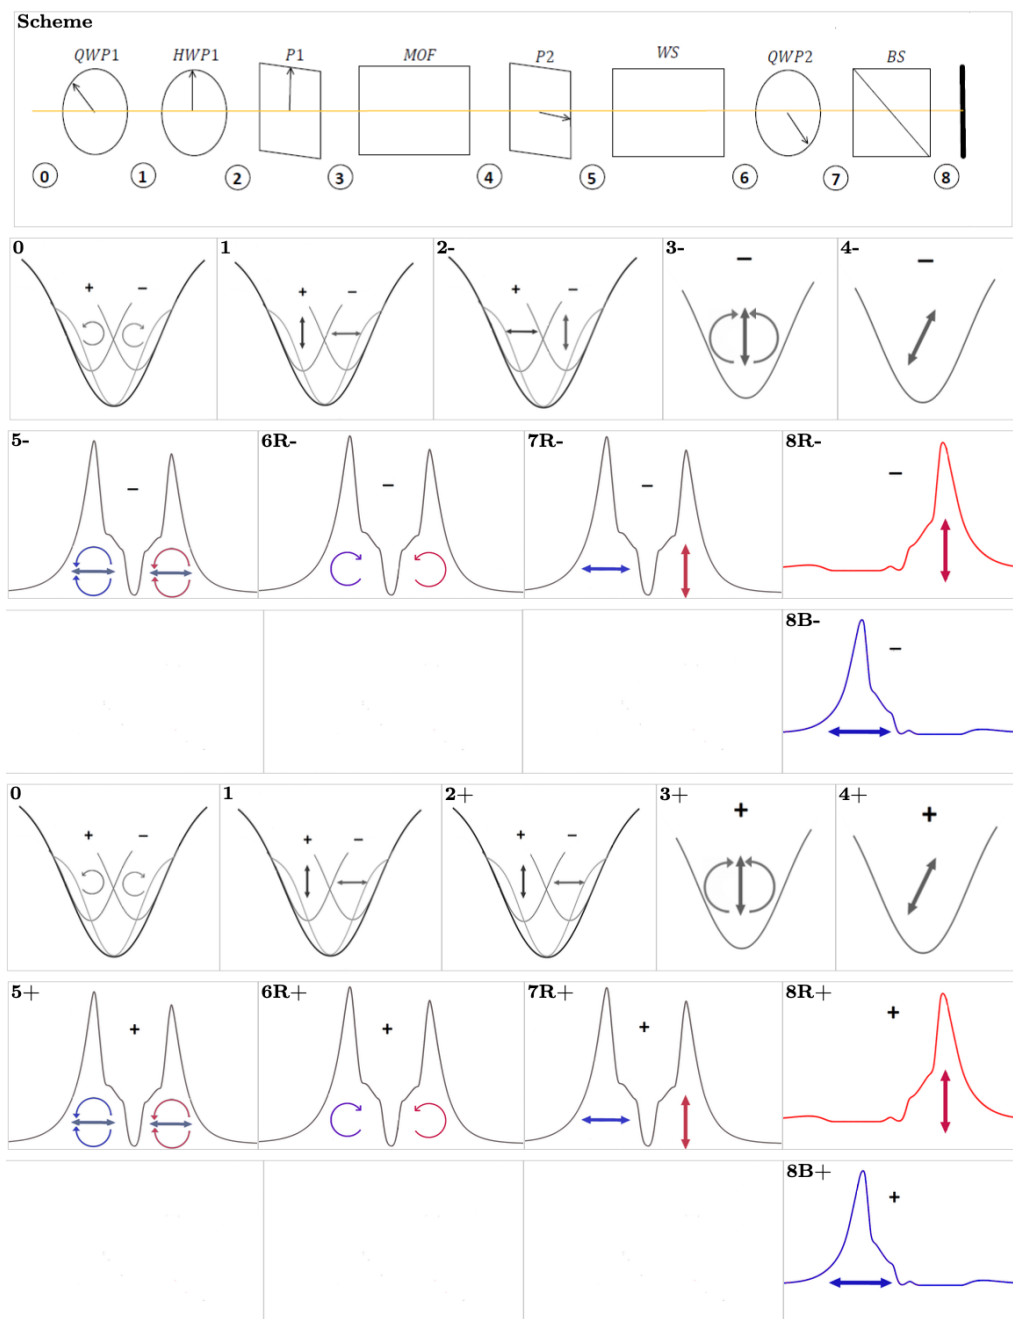 Scheme
QWP1 HWP1 P1 MOF P2 WS QWP2 BS
0 1 2 3 4 5 6 7 8
0 1 2- 3- 4-
+ − + − + − − −
5- 6R- 7R- 8R-
− − − −
8B-
−
0 1 2+ 3+ 4+
+ − + − + − + +
5+ 6R+ 7R+ 8R+
+ + + +
8B+
+